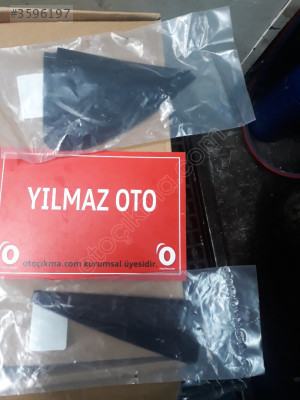 #3596197
YILMAZ OTO
otoçıkma.com kurumsal üyesidir